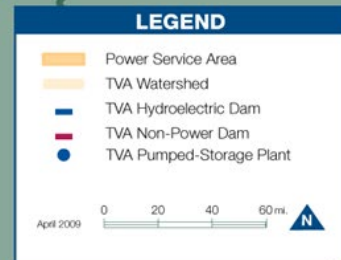 LEGEND
Power Service Area
TVA Watershed
TVA Hydroelectric Dam
TVA Non-Power Dam
TVA Pumped-Storage Plant
0 20 40 60 mi.
N
April 2009